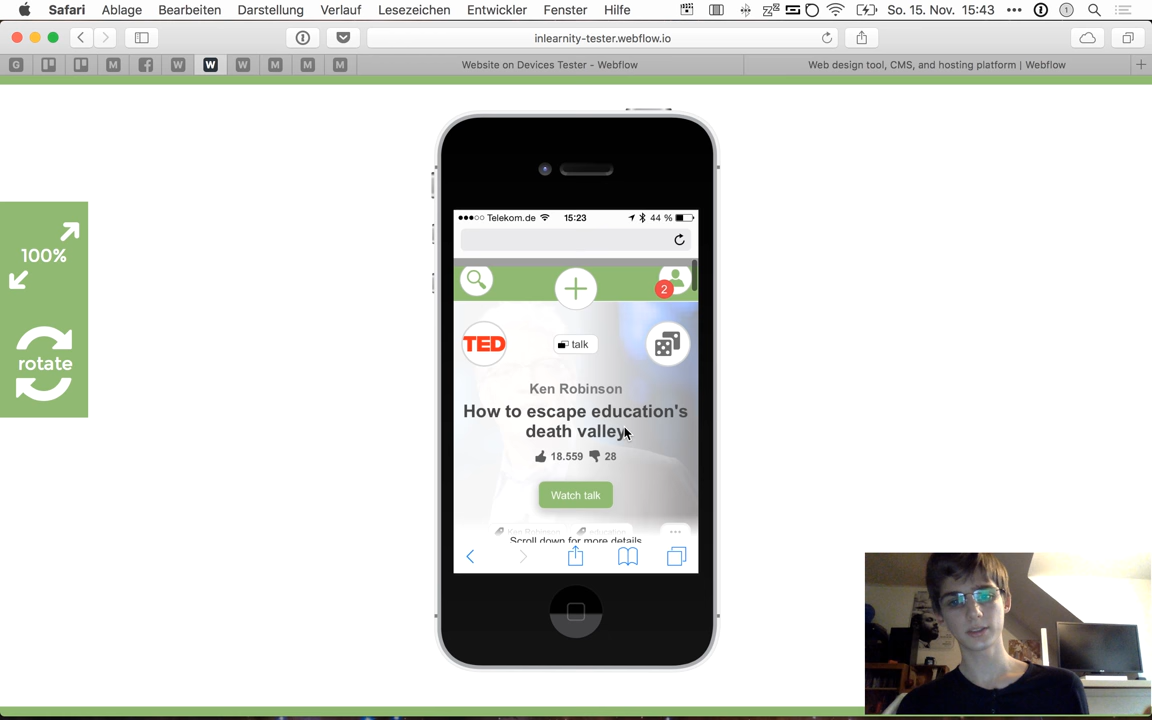 Safari Ablage Bearbeiten Darstellung Verlauf Lesezeichen Entwickler Fenster Hilfe So. 15. Nov. 15:43
inlearnity-tester.webflow.io
Website on Devices Tester - Webflow
Web design tool, CMS, and hosting platform | Webflow
100%
rotate
Telekom.de 15:23 44 %
2
TED
talk
Ken Robinson
How to escape education's
death valley
18.559 28
Watch talk
Ken Robinson education
Scroll down for more details